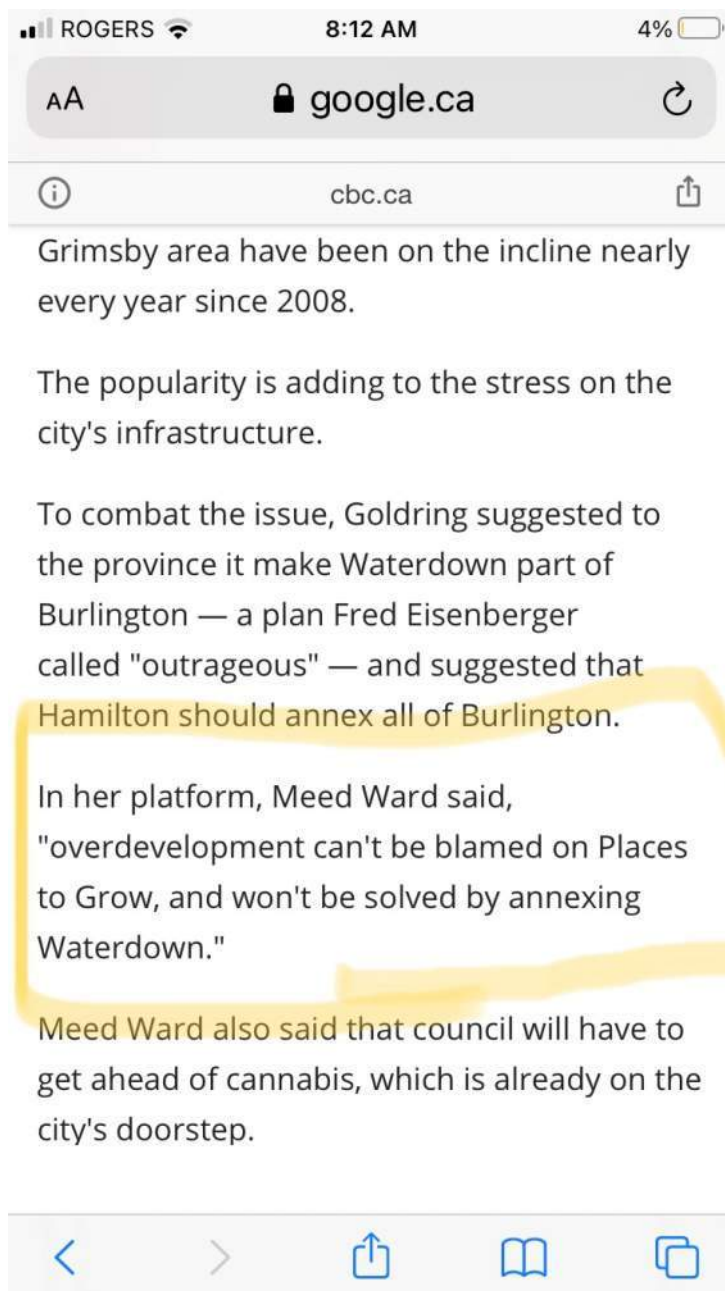 ROGERS 8:12 AM 4%
AA google.ca
cbc.ca
Grimsby area have been on the incline nearly
every year since 2008.
The popularity is adding to the stress on the
city's infrastructure.
To combat the issue, Goldring suggested to
the province it make Waterdown part of
Burlington — a plan Fred Eisenberger
called "outrageous" — and suggested that
Hamilton should annex all of Burlington.
In her platform, Meed Ward said,
"overdevelopment can't be blamed on Places
to Grow, and won't be solved by annexing
Waterdown."
Meed Ward also said that council will have to
get ahead of cannabis, which is already on the
city's doorstep.